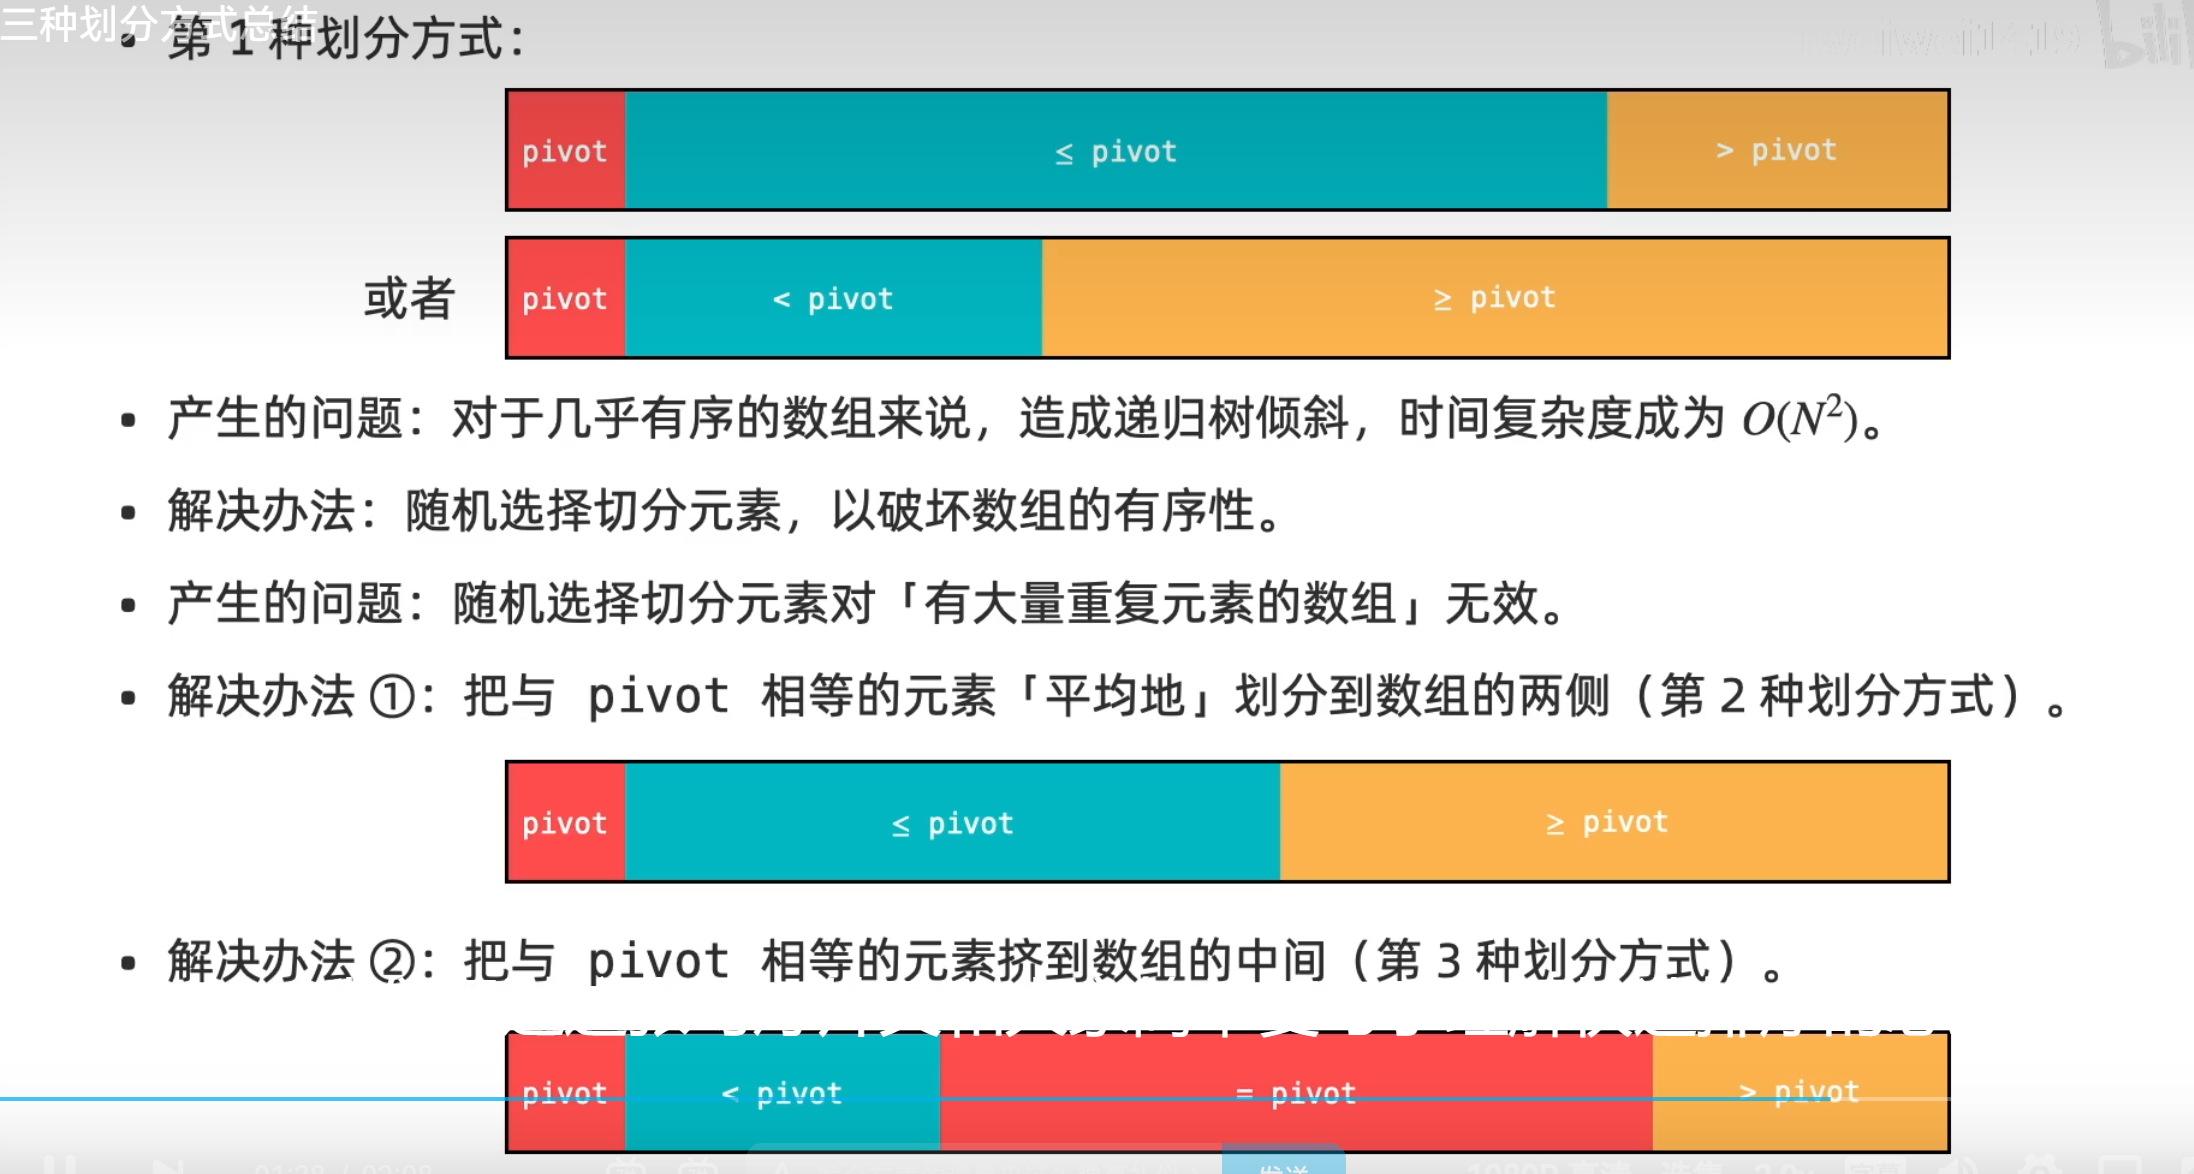 三种划分方式总结
• 第 1 种划分方式：
pivot ≤ pivot > pivot
或者 pivot < pivot ≥ pivot
• 产生的问题：对于几乎有序的数组来说，造成递归树倾斜，时间复杂度成为 O(N²)。
• 解决办法：随机选择切分元素，以破坏数组的有序性。
• 产生的问题：随机选择切分元素对「有大量重复元素的数组」无效。
• 解决办法 ①：把与 pivot 相等的元素「平均地」划分到数组的两侧（第 2 种划分方式）。
pivot ≤ pivot ≥ pivot
• 解决办法 ②：把与 pivot 相等的元素挤到数组的中间（第 3 种划分方式）。
pivot < pivot = pivot > pivot
发送